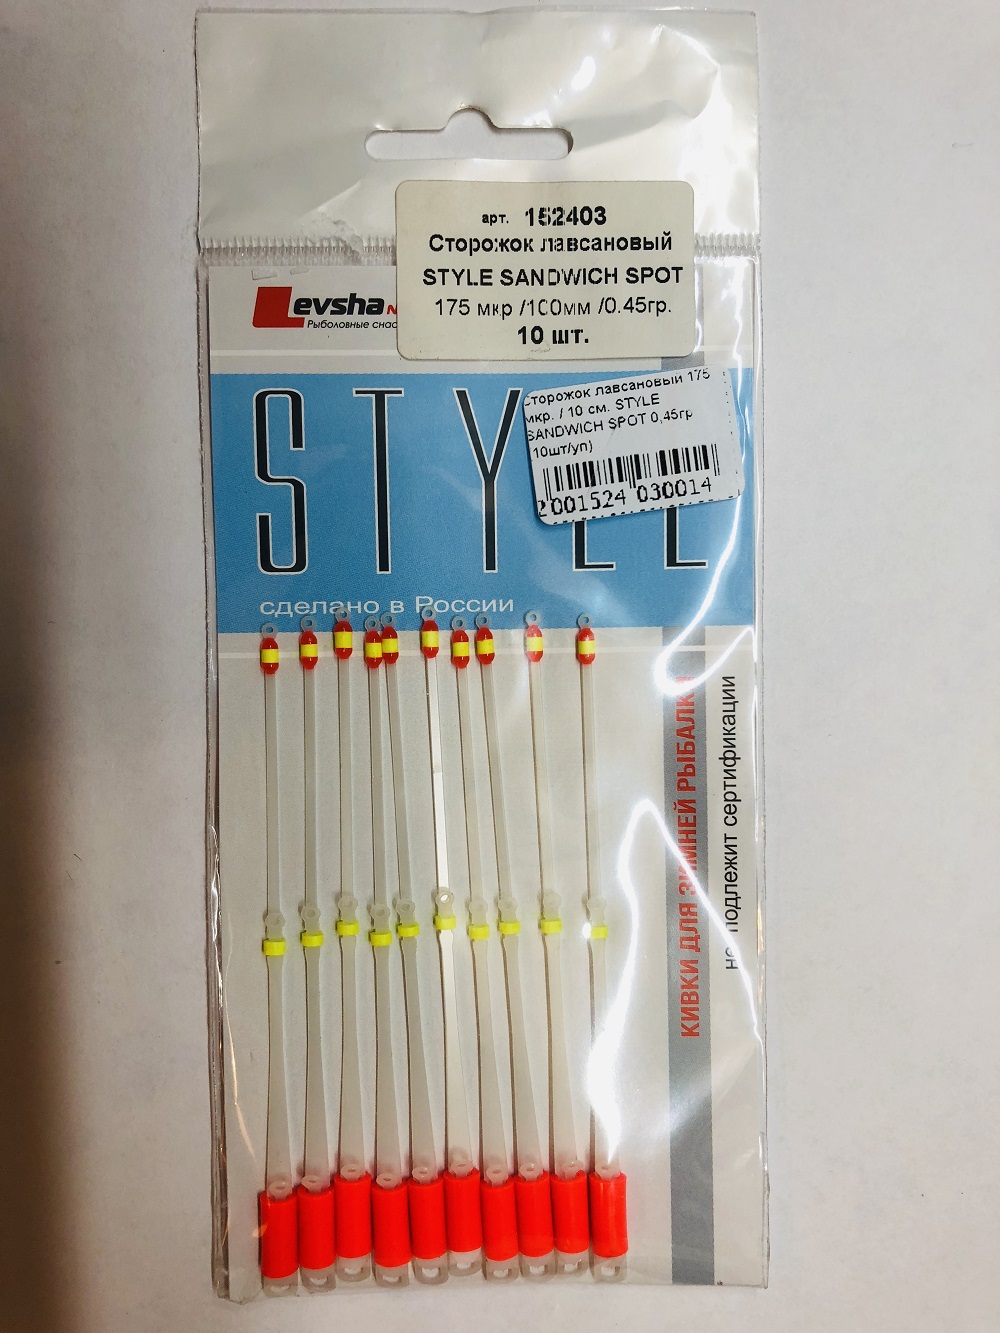 арт. 152403
Сторожок лавсановый
STYLE SANDWICH SPOT
175 мкр /100мм /0.45гр.
10 шт.
Levsha
Рыболовные снас
Сторожок лавсановый 175
мкр. / 10 см. STYLE
SANDWICH SPOT 0,45гр
10шт/уп)
2001524 030014
STYLE
сделано в России
КИВКИ ДЛЯ ЗИМНЕЙ РЫБАЛКИ
не подлежит сертификации